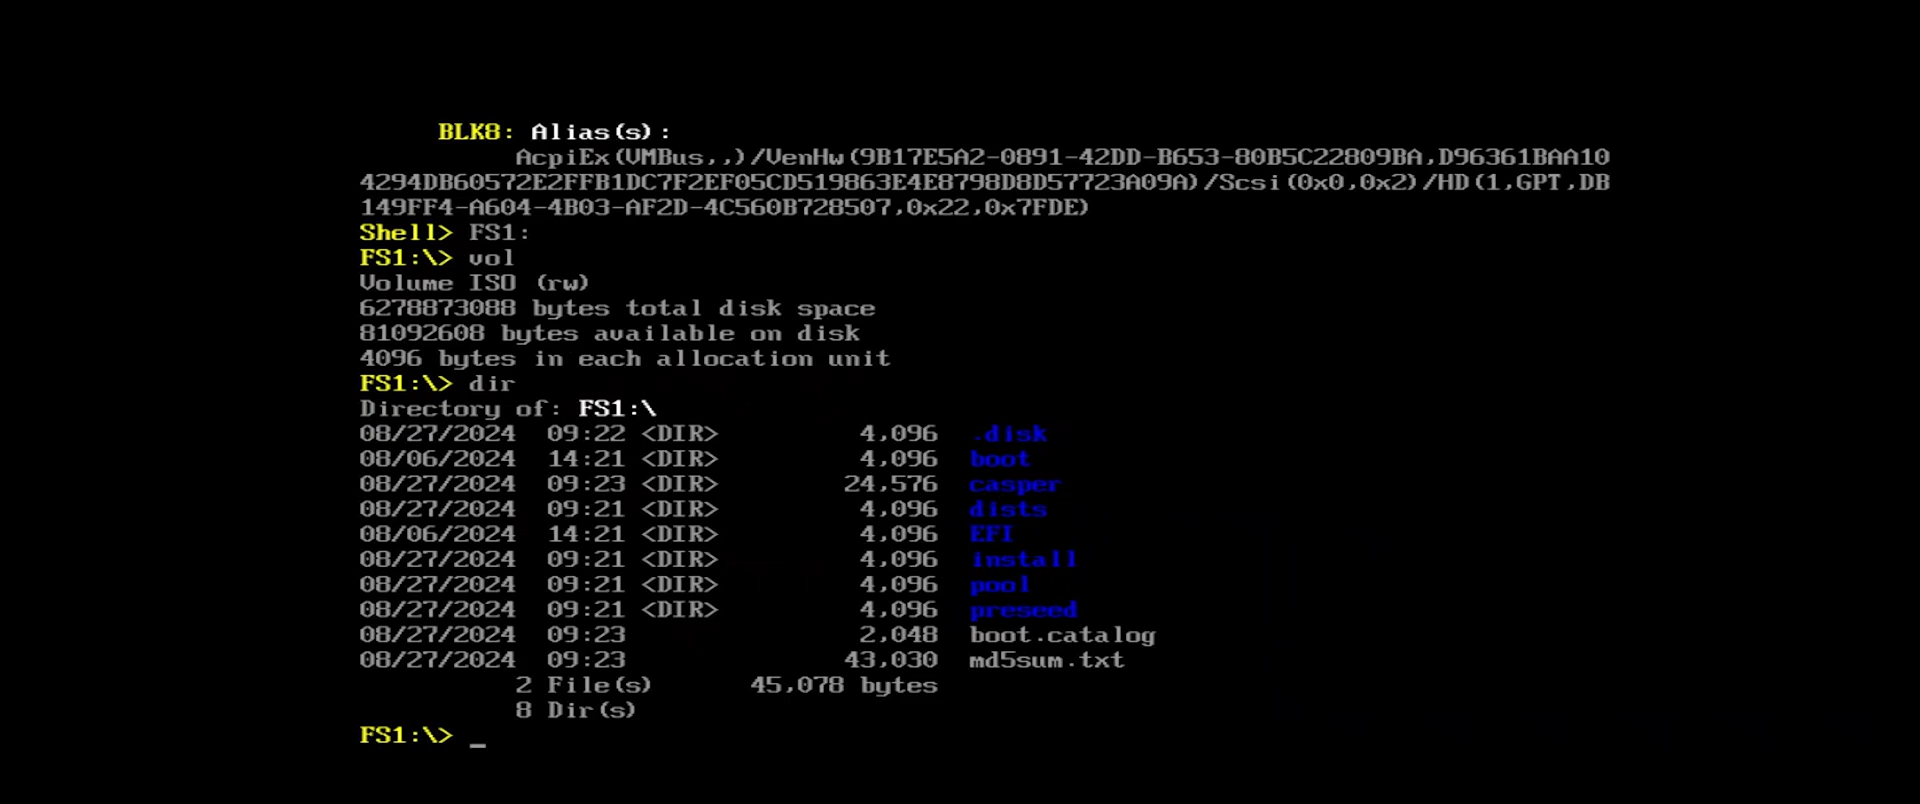 BLK8: Alias(s):
AcpiEx(VMBus,,)/VenHw(9B17E5A2-0891-42DD-B653-80B5C22809BA,D96361BAA10
4294DB60572E2FFB1DC7F2EF05CD519863E4E8798D8D57723A09A)/Scsi(0x0,0x2)/HD(1,GPT,DB
149FF4-A604-4B03-AF2D-4C560B728507,0x22,0x7FDE)
Shell> FS1:
FS1:\> vol
Volume ISO (rw)
6278873088 bytes total disk space
81092608 bytes available on disk
4096 bytes in each allocation unit
FS1:\> dir
Directory of: FS1:\
08/27/2024 09:22 <DIR> 4,096 .disk
08/06/2024 14:21 <DIR> 4,096 boot
08/27/2024 09:23 <DIR> 24,576 casper
08/27/2024 09:21 <DIR> 4,096 dists
08/06/2024 14:21 <DIR> 4,096 EFI
08/27/2024 09:21 <DIR> 4,096 install
08/27/2024 09:21 <DIR> 4,096 pool
08/27/2024 09:21 <DIR> 4,096 preseed
08/27/2024 09:23 2,048 boot.catalog
08/27/2024 09:23 43,030 md5sum.txt
2 File(s) 45,078 bytes
8 Dir(s)
FS1:\> _